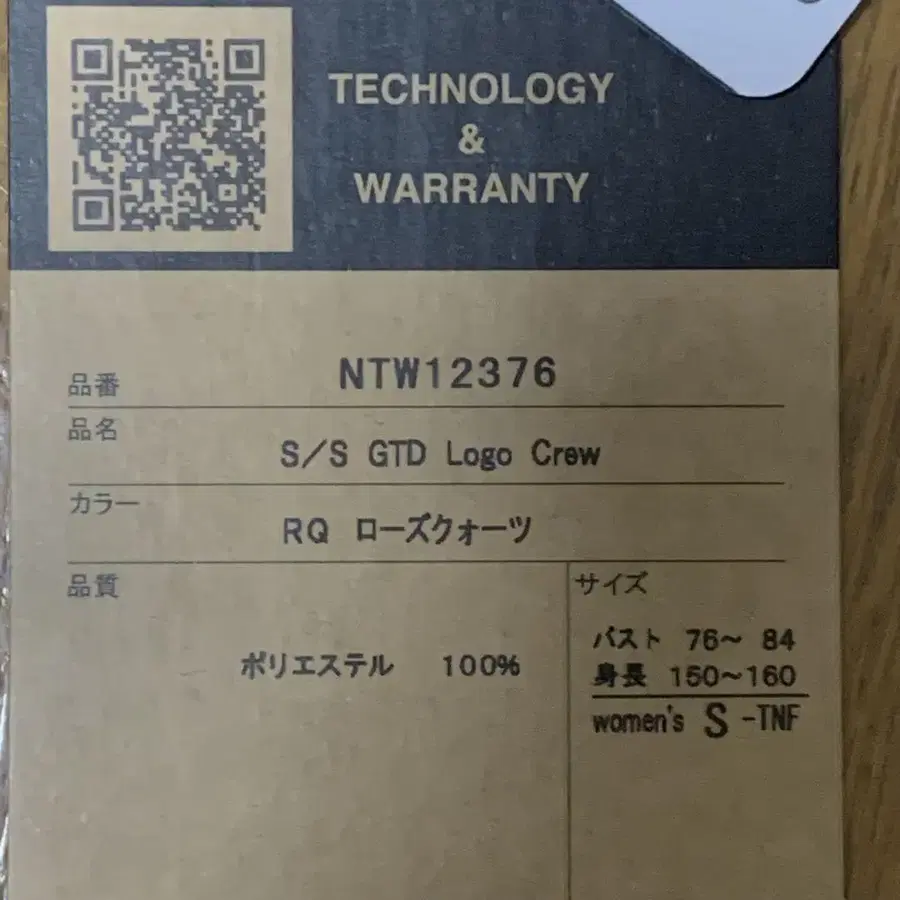 TECHNOLOGY
&
WARRANTY
品番 NTW12376
品名
S/S GTD Logo Crew
カラー
RQ ローズクォーツ
品質
ポリエステル 100%
サイズ
バスト 76～ 84
身長 150～160
women's S -TNF